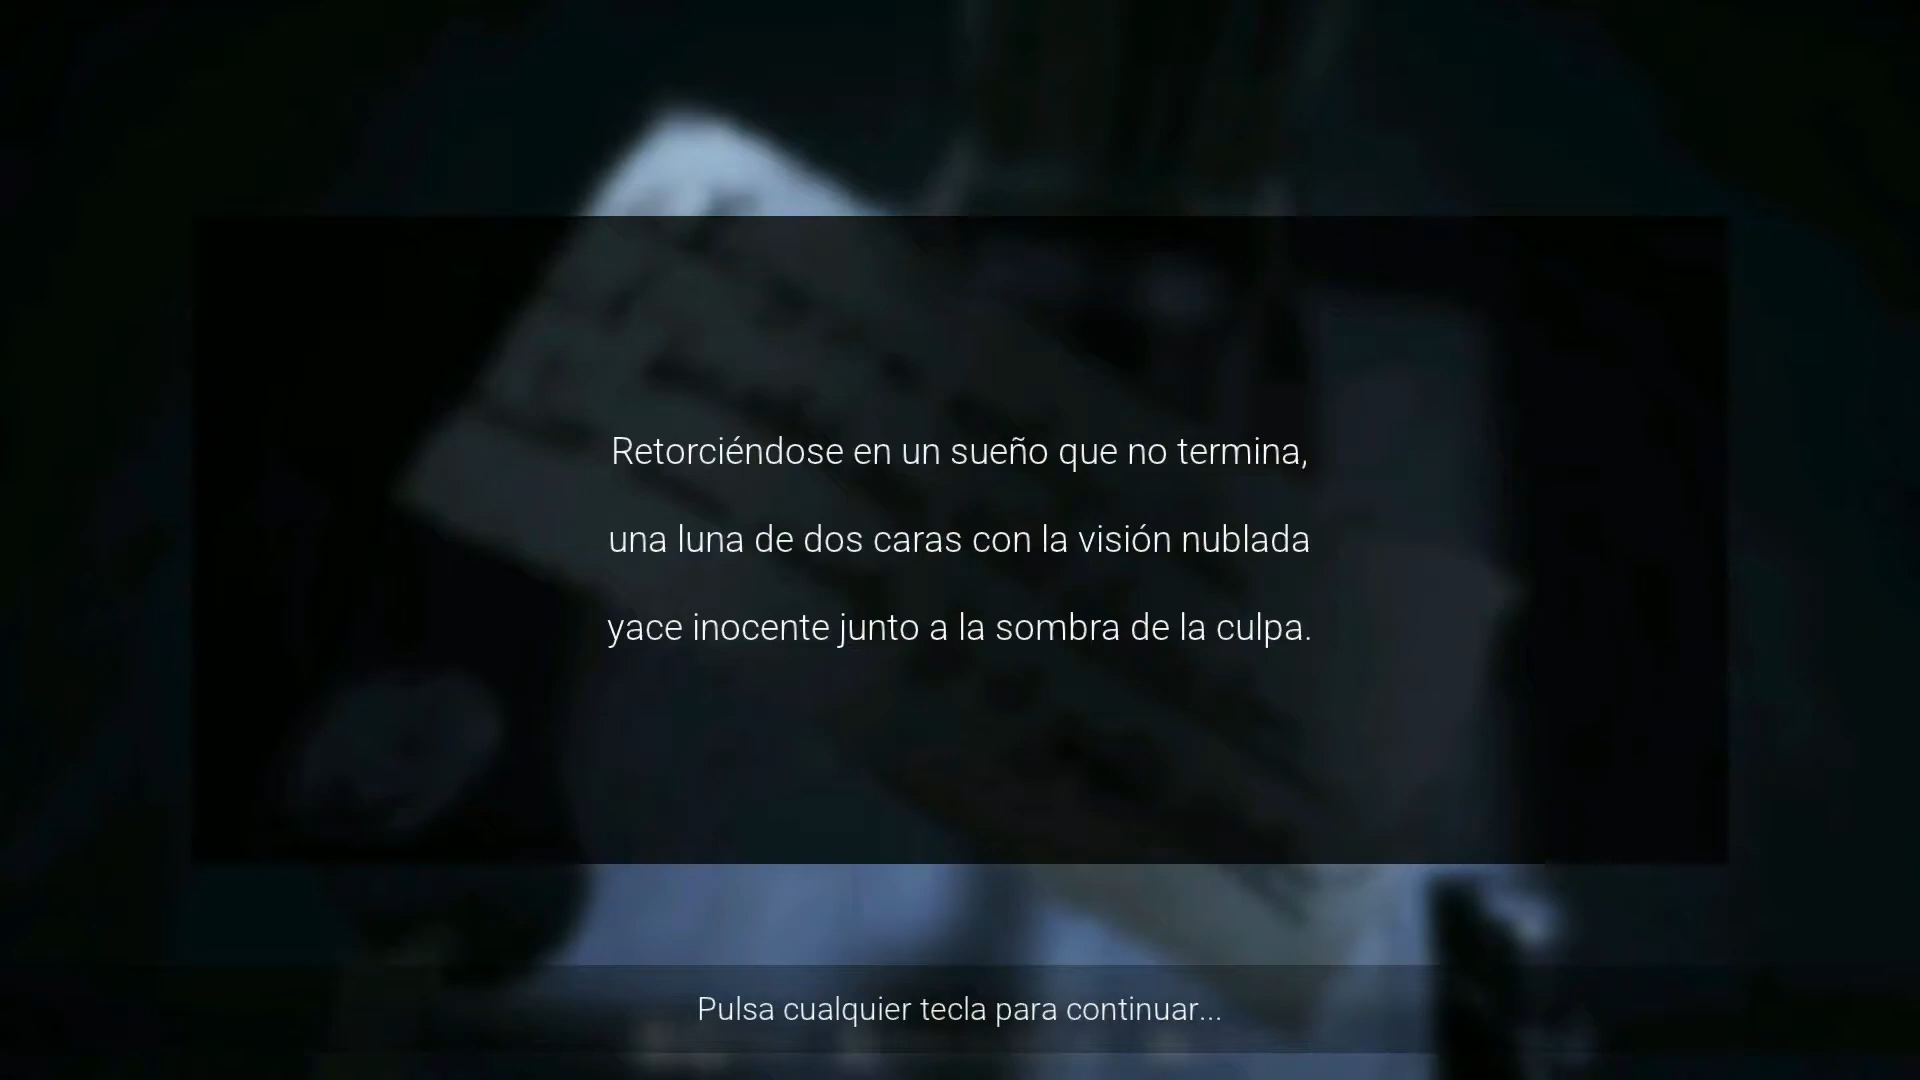 Retorciéndose en un sueño que no termina,
una luna de dos caras con la visión nublada
yace inocente junto a la sombra de la culpa.
Pulsa cualquier tecla para continuar...